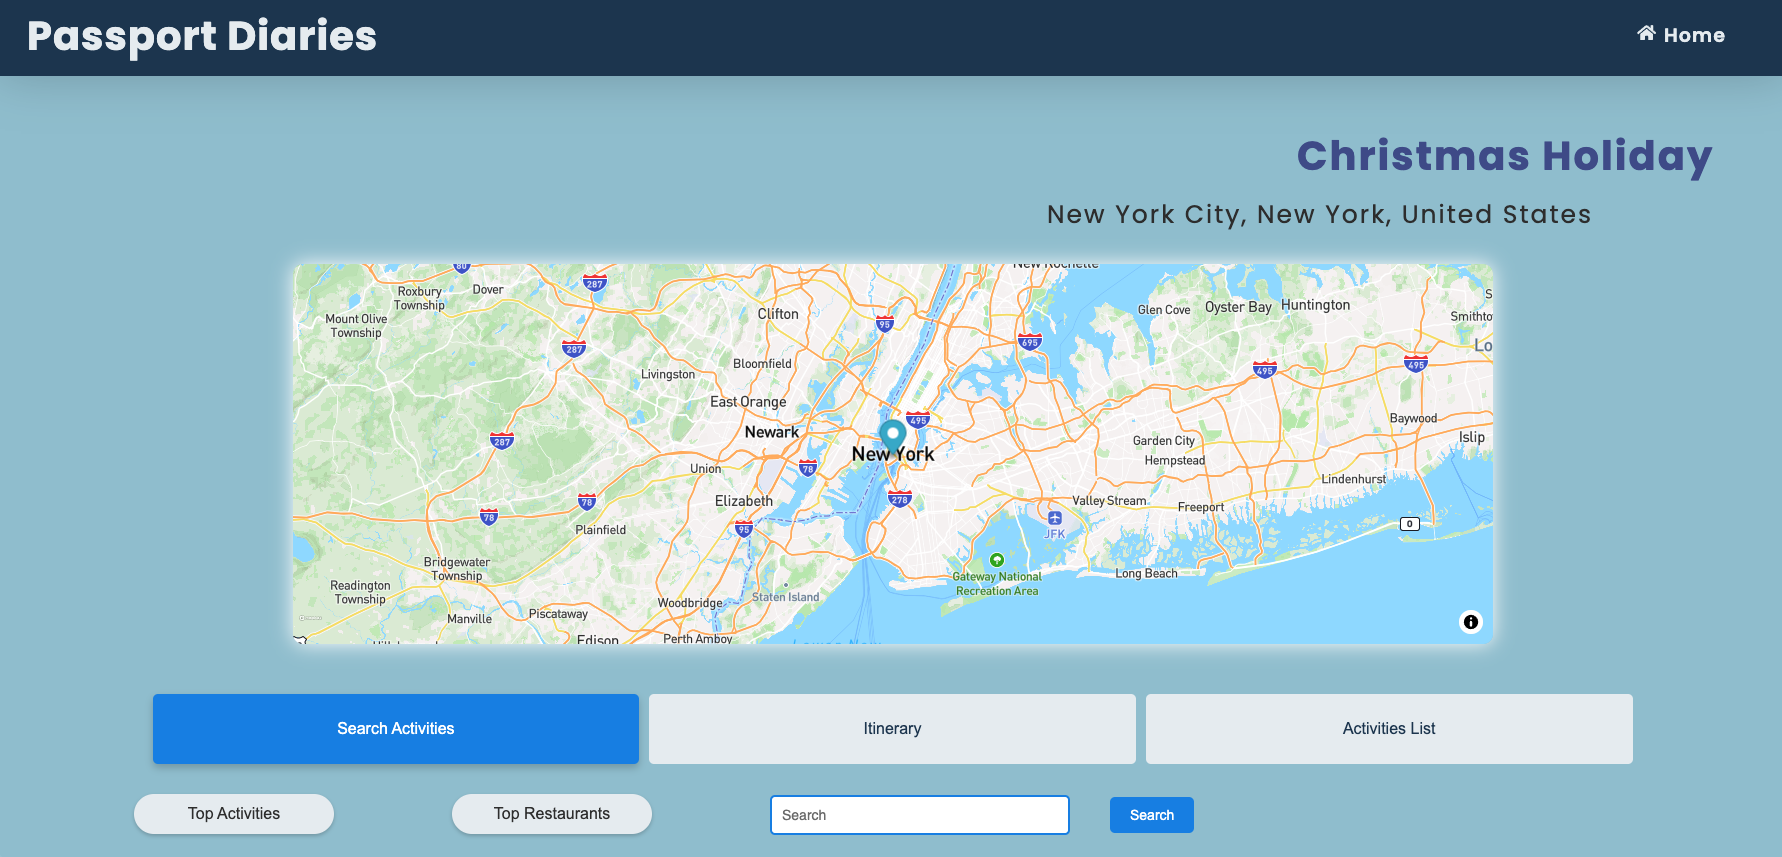 Passport Diaries
Home
Christmas Holiday
New York City, New York, United States
80
287
Dover
Roxbury
Township
Mount Olive
Township
Clifton
95
New Rochelle
Glen Cove
Oyster Bay
Huntington
Smithto
Lo
287
695
495
495
Bloomfield
Livingston
East Orange
Newark
495
New York
Baywood
Islip
Garden City
Hempstead
287
Union
78
Elizabeth
278
Valley Stream
Freeport
Lindenhurst
78
78
Plainfield
95
JFK
0
Gateway National
Recreation Area
Long Beach
Bridgewater
Township
Readington
Township
Staten Island
Woodbridge
Piscataway
Manville
Edison
Perth Amboy
Search Activities
Itinerary
Activities List
Top Activities
Top Restaurants
Search
Search